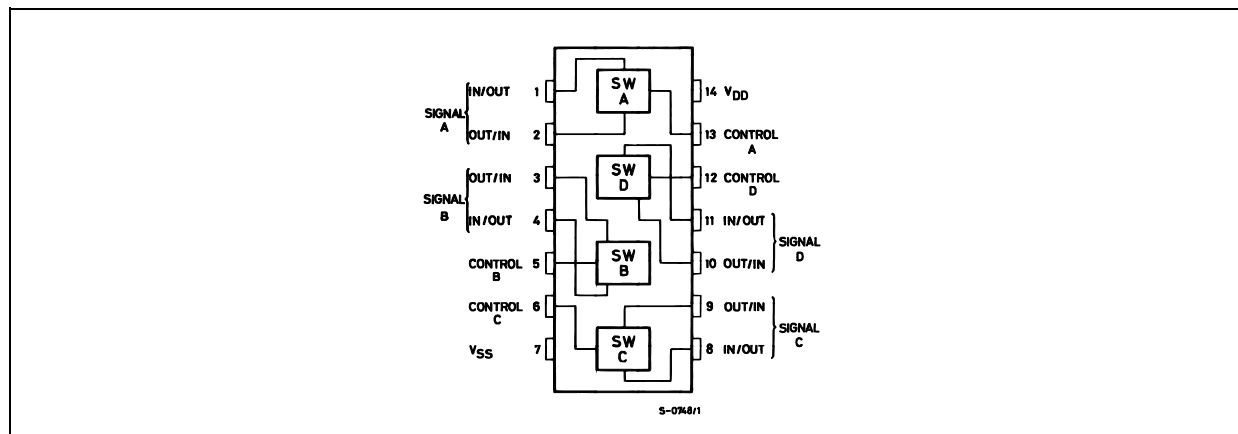 IN/OUT 1
SIGNAL A
OUT/IN 2
OUT/IN 3
SIGNAL B
IN/OUT 4
CONTROL B 5
CONTROL C 6
VSS 7
SW A
SW D
SW B
SW C
14 VDD
13 CONTROL A
12 CONTROL D
11 IN/OUT
SIGNAL D
10 OUT/IN
9 OUT/IN
SIGNAL C
8 IN/OUT
S-0748/1